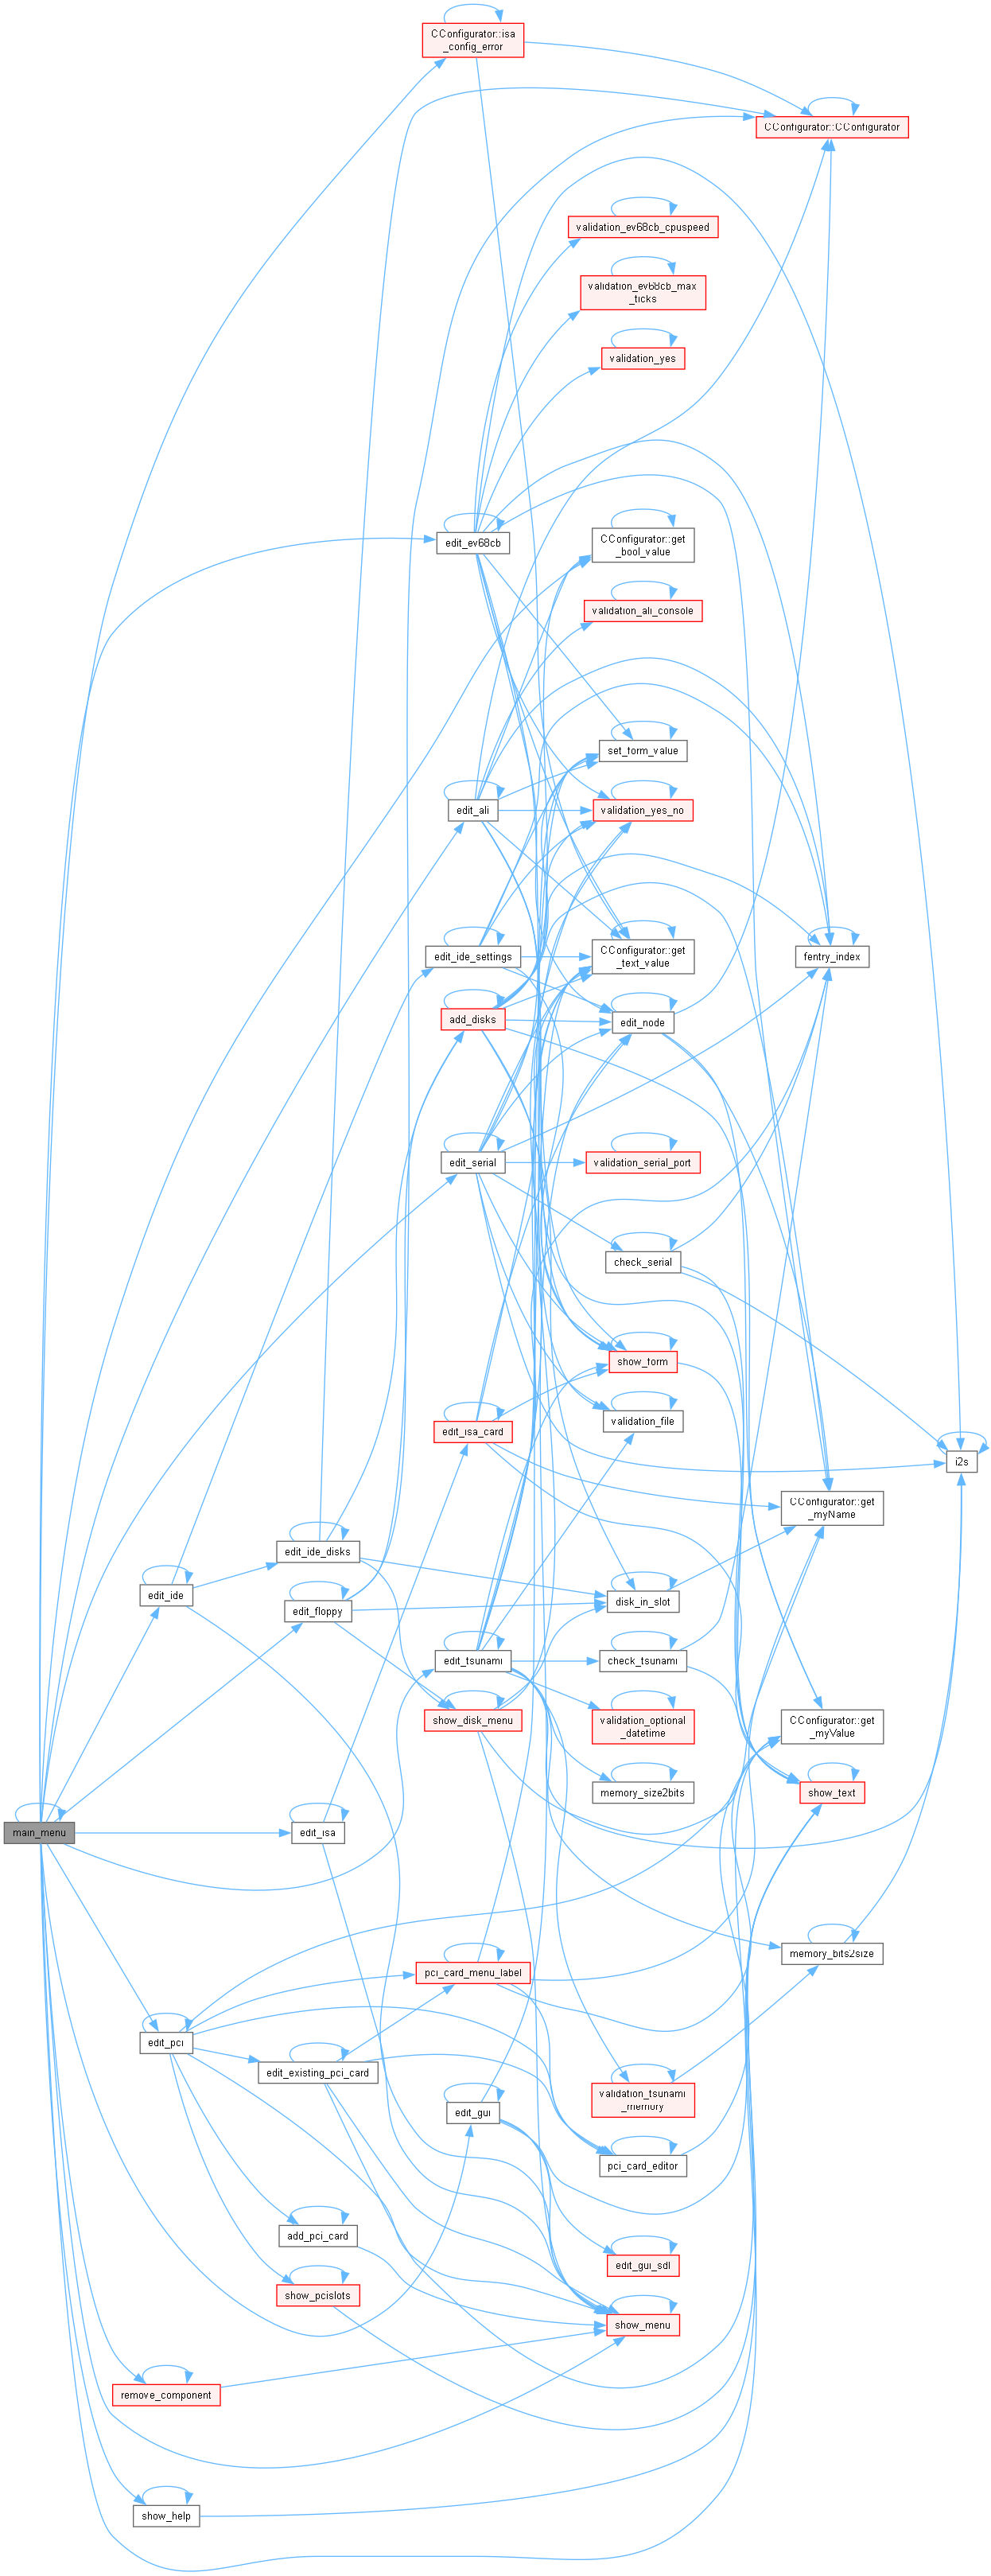 CConfigurator::isa
_config_error
CConfigurator::CConfigurator
validation_ev68cb_cpuspeed
validation_ev68cb_max
_ticks
validation_yes
edit_ev68cb
CConfigurator::get
_bool_value
validation_ali_console
set_form_value
edit_ali
validation_yes_no
edit_ide_settings
CConfigurator::get
_text_value
fentry_index
add_disks
edit_node
edit_serial
validation_serial_port
check_serial
show_form
validation_file
edit_isa_card
i2s
CConfigurator::get
_myName
edit_ide_disks
edit_ide
disk_in_slot
edit_floppy
edit_tsunami
check_tsunami
show_disk_menu
validation_optional
_datetime
CConfigurator::get
_myValue
memory_size2bits
show_text
main_menu
edit_isa
memory_bits2size
pci_card_menu_label
edit_pci
edit_existing_pci_card
validation_tsunami
_memory
edit_gui
pci_card_editor
add_pci_card
edit_gui_sdl
show_pcislots
show_menu
remove_component
show_help